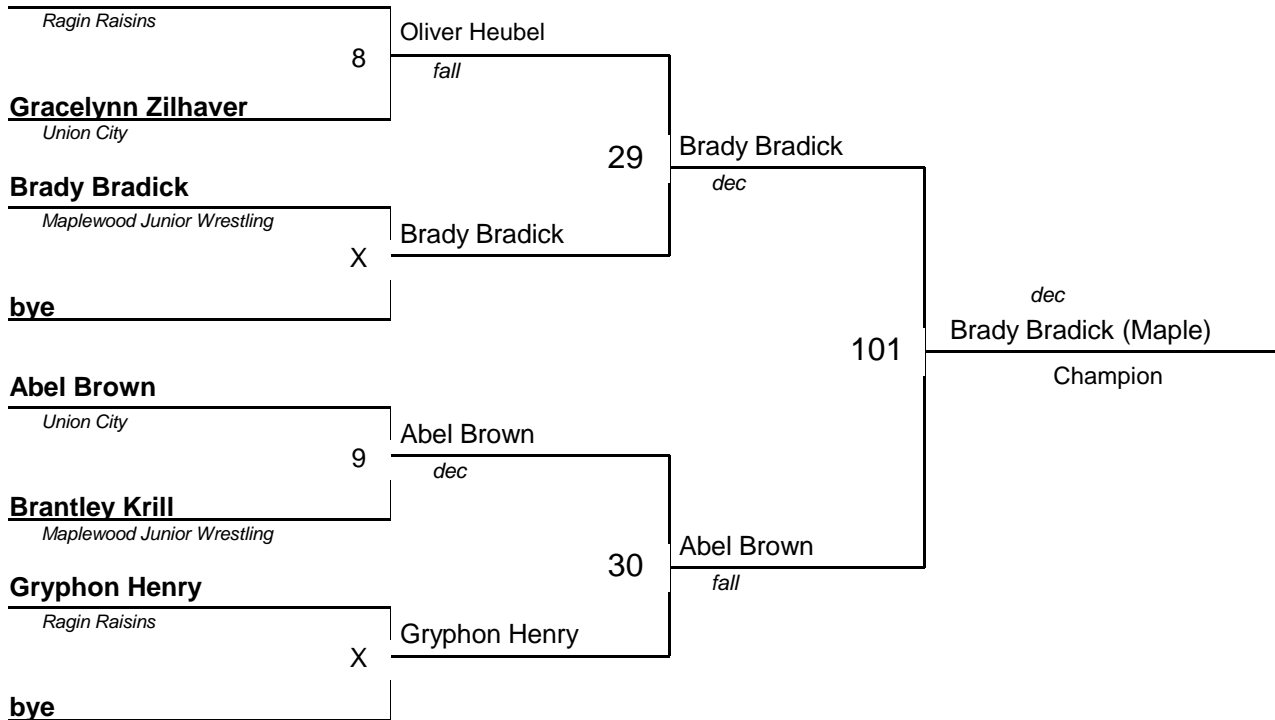 Ragin Raisins
8
Oliver Heubel
fall
Gracelynn Zilhaver
Union City
29
Brady Bradick
dec
Brady Bradick
Maplewood Junior Wrestling
X
Brady Bradick
bye
101
dec
Brady Bradick (Maple)
Champion
Abel Brown
Union City
9
Abel Brown
dec
Brantley Krill
Maplewood Junior Wrestling
30
Abel Brown
fall
Gryphon Henry
Ragin Raisins
X
Gryphon Henry
bye